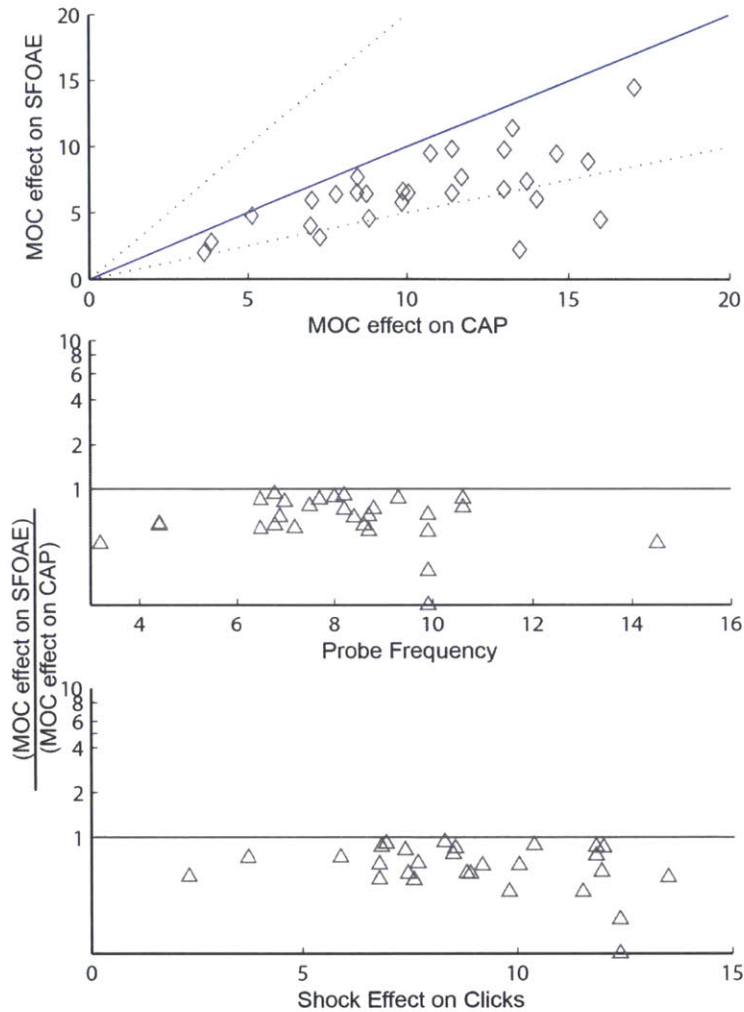 20
15
10
5
0
MOC effect on SFOAE
0 5 10 15 20
MOC effect on CAP
10
8
6
4
2
1
4 6 8 10 12 14 16
Probe Frequency
(MOC effect on SFOAE)
(MOC effect on CAP)
10
8
6
4
2
1
0 5 10 15
Shock Effect on Clicks